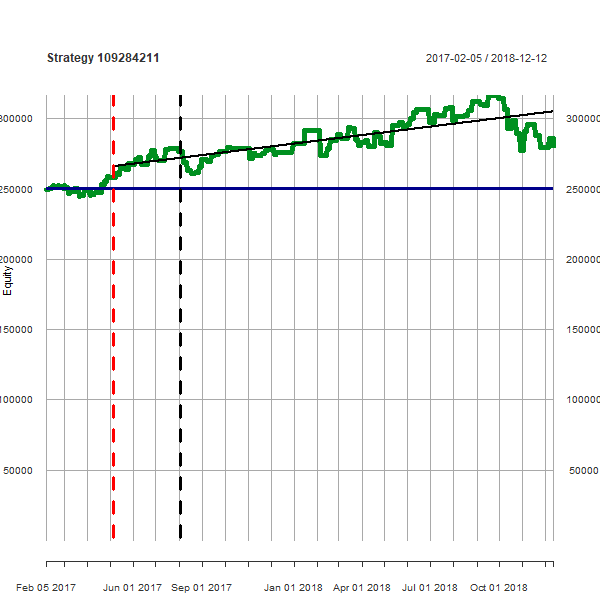 Strategy 109284211
2017-02-05 / 2018-12-12
300000
300000
250000
250000
200000
200000
Equity
150000
150000
100000
100000
50000
50000
Feb 05 2017
Jun 01 2017
Sep 01 2017
Jan 01 2018
Apr 01 2018
Jul 01 2018
Oct 01 2018